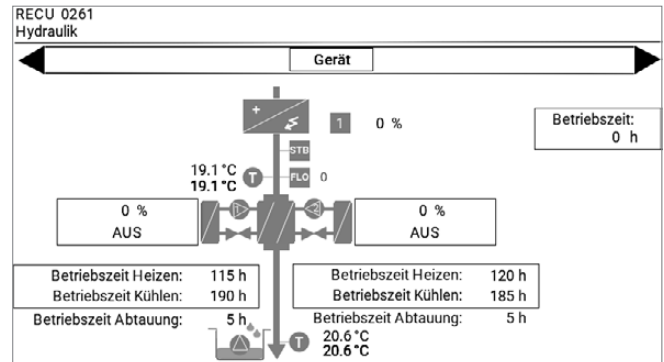 RECU 0261
Hydraulik
Gerät
+
1 0 %
Betriebszeit:
0 h
STB
19.1 °C
19.1 °C
T
FLO 0
0 %
AUS
1
2
0 %
AUS
Betriebszeit Heizen: 115 h
Betriebszeit Kühlen: 190 h
Betriebszeit Abtauung: 5 h
Betriebszeit Heizen: 120 h
Betriebszeit Kühlen: 185 h
Betriebszeit Abtauung: 5 h
T
20.6 °C
20.6 °C